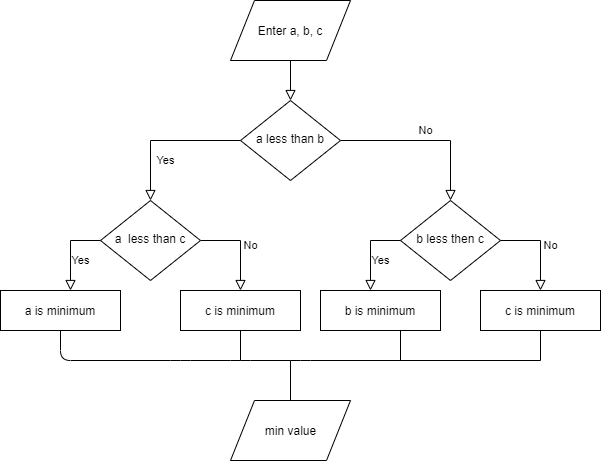 Enter a, b, c
a less than b
No
Yes
a less than c
b less then c
Yes
No
Yes
No
a is minimum
c is minimum
b is minimum
c is minimum
min value